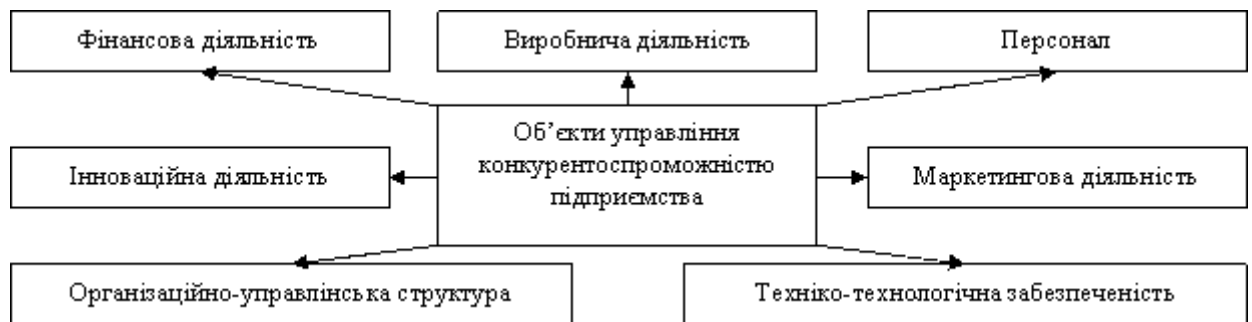 Фінансова діяльність
Виробнича діяльність
Персонал
Об’єкти управління
конкурентоспроможністю
підприємства
Інноваційна діяльність
Маркетингова діяльність
Організаційно-управлінська структура
Техніко-технологічна забезпеченість